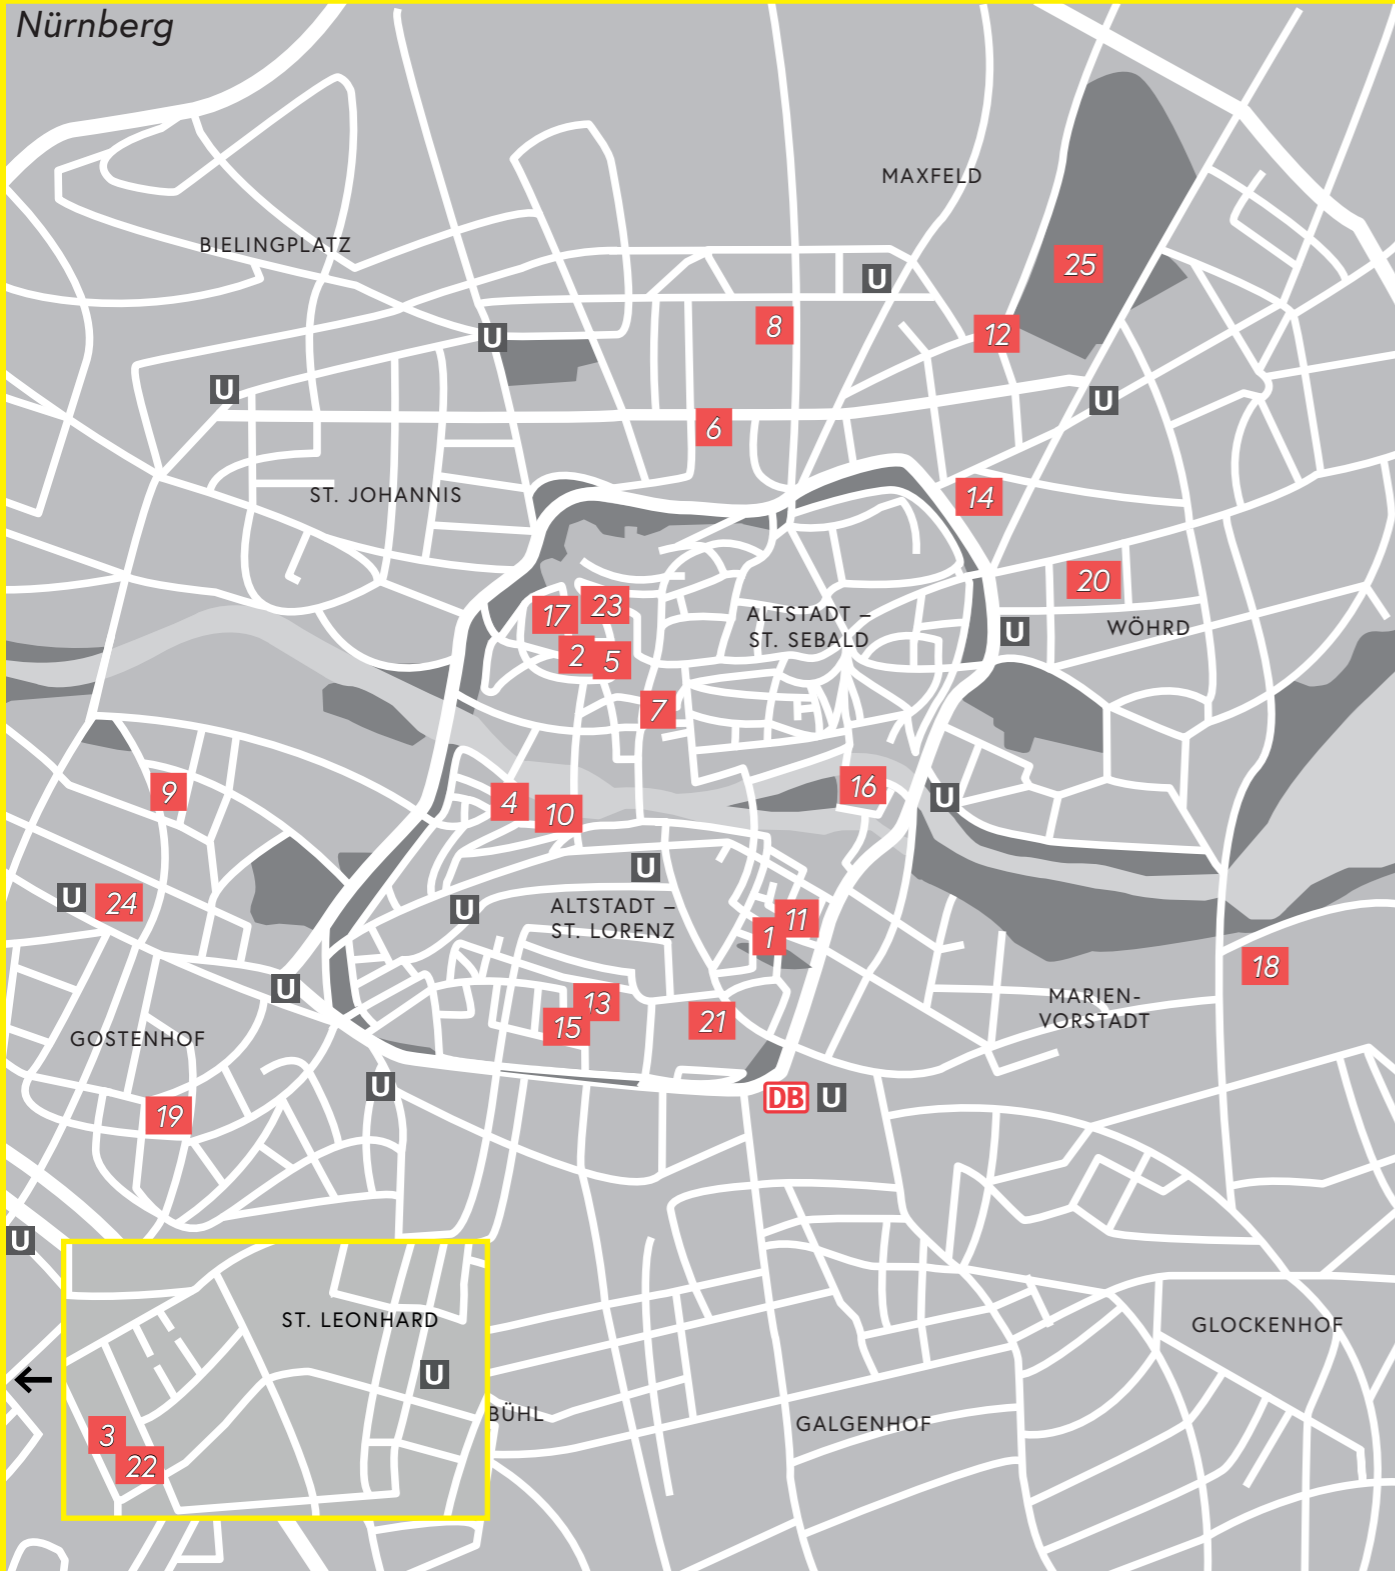 Nürnberg
MAXFELD
BIELINGPLATZ
25
U
8
12
U
U
U
6
ST. JOHANNIS
14
20
17
23
ALTSTADT –
ST. SEBALD
U
WÖHRD
2
5
7
16
9
4
10
U
U
24
U
U
ALTSTADT –
ST. LORENZ
11
1
18
U
13
15
21
MARIEN-
VORSTADT
GOSTENHOF
U
DB
U
19
U
ST. LEONHARD
GLOCKENHOF
U
BÜHL
GALGENHOF
3
22